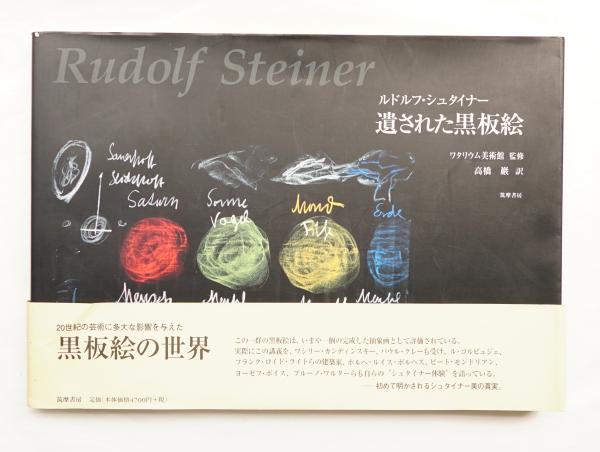 Rudolf Steiner
ルドルフ・シュタイナー
遺された黒板絵
ワタリウム美術館 監修
高橋 巖 訳
筑摩書房
Sauerstoff
Stickstoff
Saturn
Sonne
Vogel
Mond
Erde
Mensch
20世紀の芸術に多大な影響を与えた
黒板絵の世界
筑摩書房 定価(本体価格4700円+税)
この一群の黒板絵は、いまや一個の完成した抽象画として評価されている。
実際にこの講義を、ワシリー・カンディンスキー、パウル・クレーも受け、ル・コルビュジェ、
フランク・ロイド・ライトらの建築家、ホルヘ・ルイス・ボルヘス、ピート・モンドリアン、
ヨーゼフ・ボイス、ブルーノ・ワルターらも自らの“シュタイナー体験”を語っている。
——初めて明かされるシュタイナー美の真実。